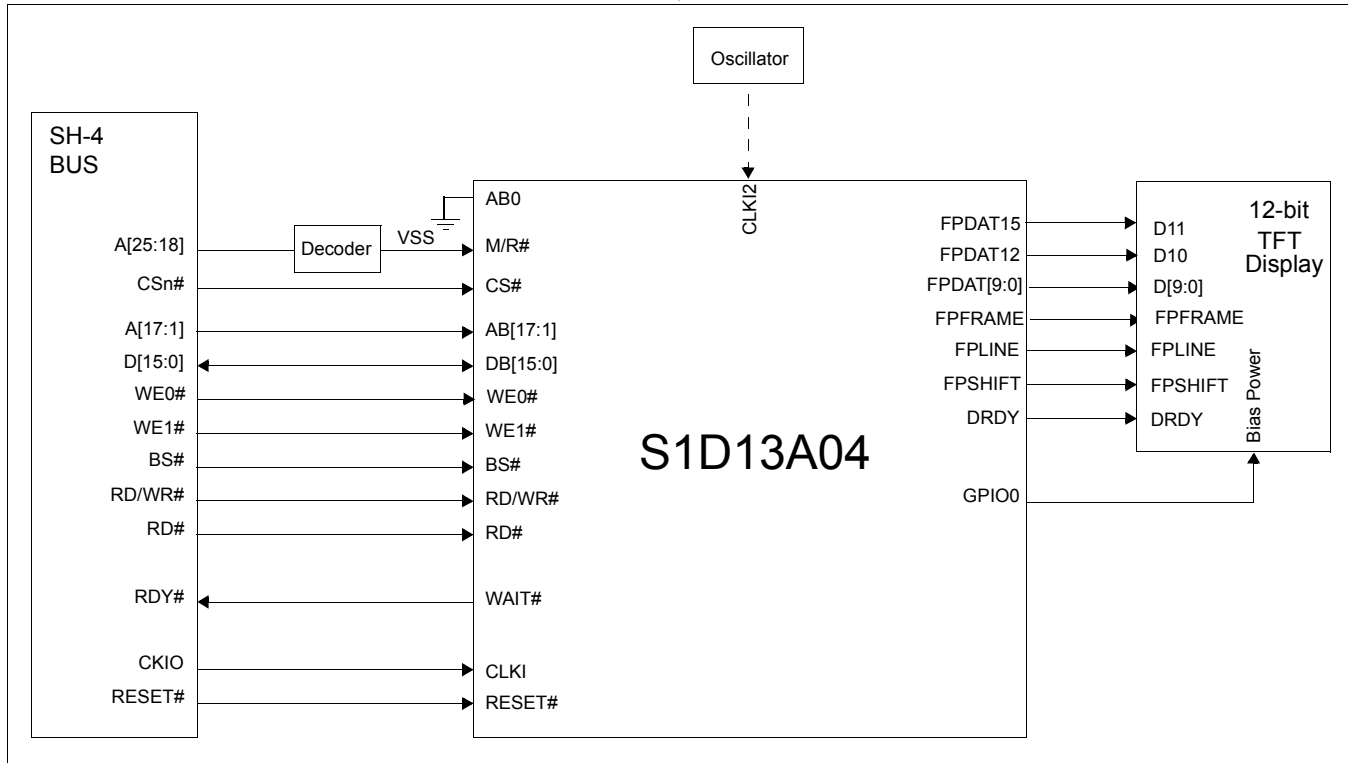 Oscillator
SH-4
BUS
A[25:18]
CSn#
A[17:1]
D[15:0]
WE0#
WE1#
BS#
RD/WR#
RD#
RDY#
CKIO
RESET#
Decoder
VSS
AB0
M/R#
CS#
AB[17:1]
DB[15:0]
WE0#
WE1#
BS#
RD/WR#
RD#
WAIT#
CLKI
RESET#
CLKI2
S1D13A04
FPDAT15
FPDAT12
FPDAT[9:0]
FPFRAME
FPLINE
FPSHIFT
DRDY
GPIO0
12-bit
TFT
Display
D11
D10
D[9:0]
FPFRAME
FPLINE
FPSHIFT
DRDY
Bias Power